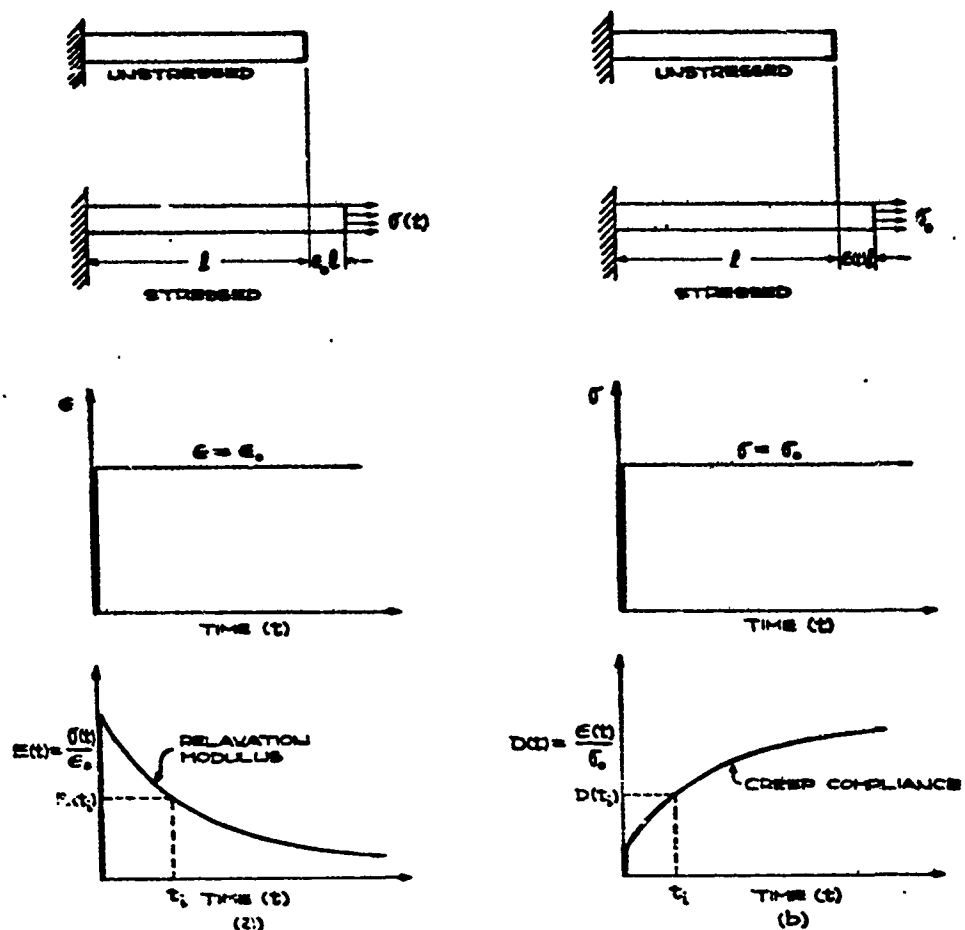 UNSTRESSED
σ(t)
l
ε₀l
STRESSED
ε
ε = ε₀
TIME (t)
E(t) = σ(t)/ε₀
RELAXATION
MODULUS
(tᵢ)
tᵢ TIME (t)
(a)
UNSTRESSED
σ₀
l
ε(t)l
STRESSED
σ
σ = σ₀
TIME (t)
D(t) = ε(t)/σ₀
CREEP COMPLIANCE
D(tᵢ)
tᵢ TIME (t)
(b)